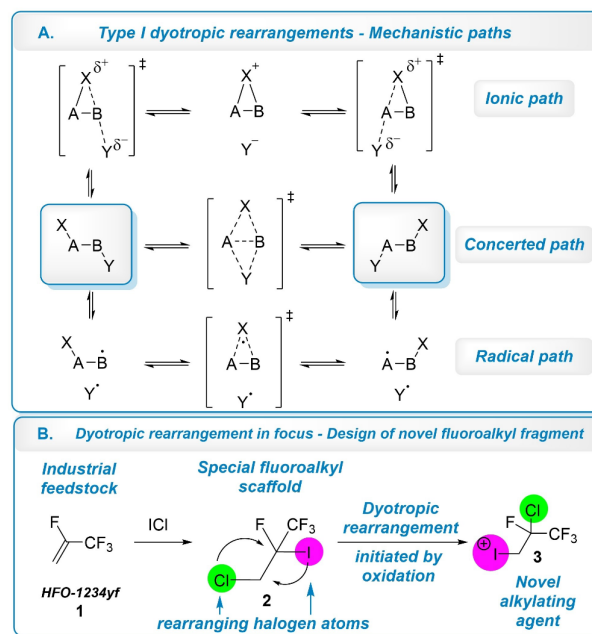 A. Type I dyotropic rearrangements - Mechanistic paths
X δ+ ‡
A–B
Y δ−
X+
A–B
Y−
X δ+ ‡
A–B
Y δ−
Ionic path
X
A–B
Y
X ‡
A B
Y
X
A–B
Y
Concerted path
X
A–B•
Y•
X• ‡
A–B
Y•
X
•A–B
Y•
Radical path
B. Dyotropic rearrangement in focus - Design of novel fluoroalkyl fragment
Industrial
feedstock
F
CF3
HFO-1234yf
1
ICl
Special fluoroalkyl
scaffold
F CF3
I
Cl
2
rearranging halogen atoms
Dyotropic
rearrangement
initiated by
oxidation
Cl
F CF3
⊕
I
3
Novel
alkylating
agent